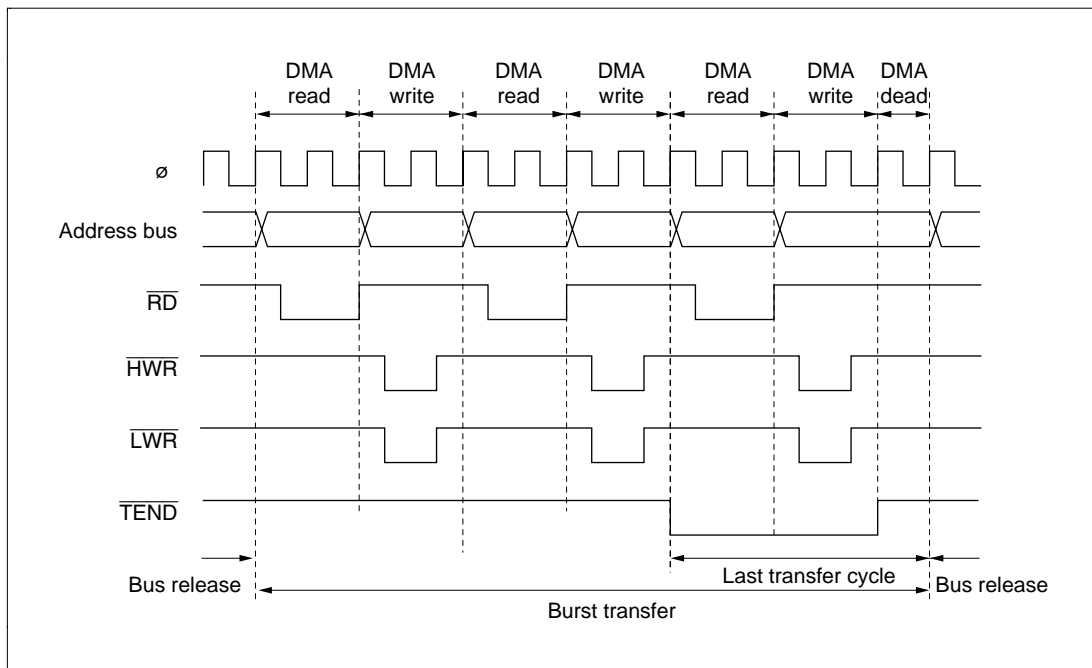 DMA read DMA write DMA read DMA write DMA read DMA write DMA dead
ø
Address bus
RD
HWR
LWR
TEND
Bus release
Last transfer cycle
Bus release
Burst transfer